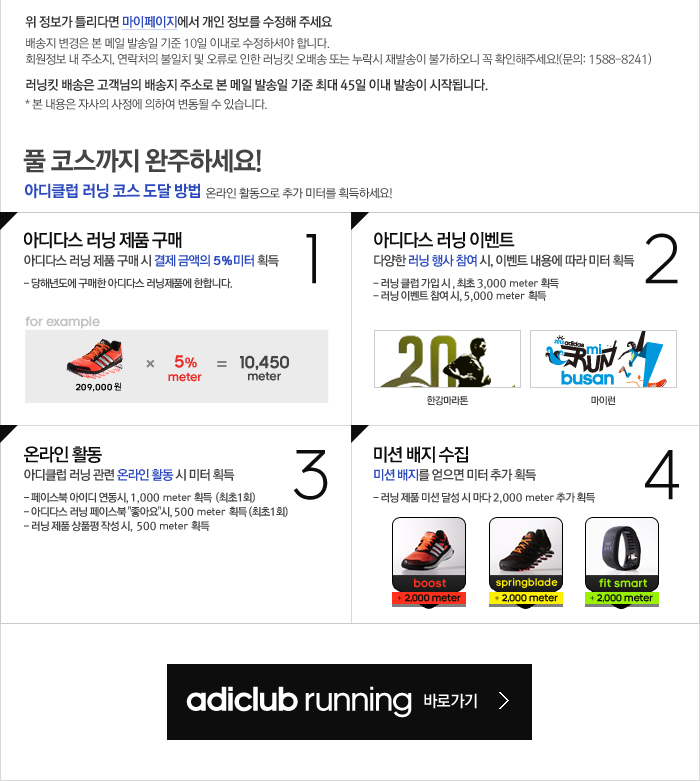 위 정보가 틀리다면 마이페이지에서 개인 정보를 수정해 주세요
배송지 변경은 본 메일 발송일 기준 10일 이내로 수정하셔야 합니다.
회원정보 내 주소지, 연락처의 불일치 및 오류로 인한 러닝킷 오배송 또는 누락시 재발송이 불가하오니 꼭 확인해주세요!(문의: 1588-8241)
러닝킷 배송은 고객님의 배송지 주소로 본 메일 발송일 기준 최대 45일 이내 발송이 시작됩니다.
* 본 내용은 자사의 사정에 의하여 변동될 수 있습니다.
풀 코스까지 완주하세요!
아디클럽 러닝 코스 도달 방법 온라인 활동으로 추가 미터를 획득하세요!
아디다스 러닝 제품 구매
아디다스 러닝 제품 구매 시 결제 금액의 5%미터 획득
- 당해년도에 구매한 아디다스 러닝제품에 한합니다.
1
for example
209,000 원
× 5% meter = 10,450 meter
아디다스 러닝 이벤트
다양한 러닝 행사 참여 시, 이벤트 내용에 따라 미터 획득
- 러닝 클럽 가입 시 , 최초 3,000 meter 획득
- 러닝 이벤트 참여 시, 5,000 meter 획득
2
20
한강마라톤
adidas
mi
RUN
busan
마이런
온라인 활동
아디클럽 러닝 관련 온라인 활동 시 미터 획득
- 페이스북 아이디 연동시, 1,000 meter 획득 (최초1회)
- 아디다스 러닝 페이스북 "좋아요"시, 500 meter 획득 (최초1회)
- 러닝 제품 상품평 작성 시, 500 meter 획득
3
미션 배지 수집
미션 배지를 얻으면 미터 추가 획득
- 러닝 제품 미션 달성 시 마다 2,000 meter 추가 획득
4
boost
+ 2,000 meter
springblade
+ 2,000 meter
fit smart
+ 2,000 meter
adiclub running 바로가기